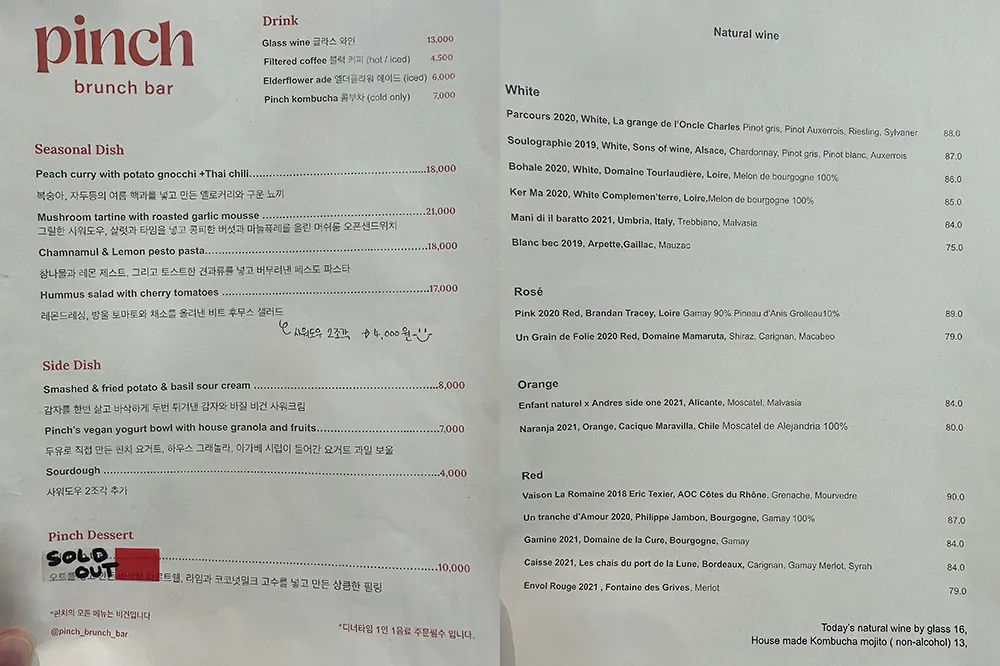 pinch
brunch bar
Drink
Glass wine 글라스 와인 13,000
Filtered coffee 블랙 커피 (hot / iced) 4,500
Elderflower ade 엘더플라워 에이드 (iced) 6,000
Pinch kombucha 콤부차 (cold only) 7,000
Seasonal Dish
Peach curry with potato gnocchi +Thai chili 18,000
복숭아, 자두등의 여름 핵과를 넣고 만든 옐로커리와 구운 뇨끼
Mushroom tartine with roasted garlic mousse 21,000
그릴한 사워도우, 샬럿과 타임을 넣고 콩피한 버섯과 마늘퓨레를 올린 머쉬룸 오픈샌드위치
Chamnamul & Lemon pesto pasta 18,000
참나물과 레몬 제스트, 그리고 토스트한 견과류를 넣고 버무려낸 페스토 파스타
Hummus salad with cherry tomatoes 17,000
레몬드레싱, 방울 토마토와 채소를 올려낸 비트 후무스 샐러드
사워도우 2조각 4,000원
Side Dish
Smashed & fried potato & basil sour cream 8,000
감자를 한번 삶고 바삭하게 두번 튀겨낸 감자와 바질 비건 사워크림
Pinch's vegan yogurt bowl with house granola and fruits 7,000
두유로 직접 만든 핀치 요거트, 하우스 그래놀라, 아가베 시럽이 들어간 요거트 과일 보울
Sourdough 4,000
사워도우 2조각 추가
Pinch Dessert
SOLD OUT 10,000
라임과 코코넛밀크 고수를 넣고 만든 상큼한 필링
*핀치의 모든 메뉴는 비건입니다
@pinch_brunch_bar
*디너타임 1인 1음료 주문필수 입니다.
Natural wine
White
Parcours 2020, White, La grange de l'Oncle Charles Pinot gris, Pinot Auxerrois, Riesling, Sylvaner 88.0
Soulographie 2019, White, Sons of wine, Alsace, Chardonnay, Pinot gris, Pinot blanc, Auxerrois 87.0
Bohale 2020, White, Domaine Tourlaudière, Loire, Melon de bourgogne 100% 86.0
Ker Ma 2020, White Complemen'terre, Loire,Melon de bourgogne 100% 85.0
Mani di il baratto 2021, Umbria, Italy, Trebbiano, Malvasia 84.0
Blanc bec 2019, Arpette,Gaillac, Mauzac 75.0
Rosé
Pink 2020 Red, Brandan Tracey, Loire Gamay 90% Pineau d'Anis Grolleau10% 89.0
Un Grain de Folie 2020 Red, Domaine Mamaruta, Shiraz, Carignan, Macabeo 79.0
Orange
Enfant naturel x Andres side one 2021, Alicante, Moscatel, Malvasia 84.0
Naranja 2021, Orange, Cacique Maravilla, Chile Moscatel de Alejandria 100% 80.0
Red
Vaison La Romaine 2018 Eric Texier, AOC Côtes du Rhône, Grenache, Mourvedre 90.0
Un tranche d'Amour 2020, Philippe Jambon, Bourgogne, Gamay 100% 87.0
Gamine 2021, Domaine de la Cure, Bourgogne, Gamay 84.0
Caisse 2021, Les chais du port de la Lune, Bordeaux, Carignan, Gamay Merlot, Syrah 84.0
Envol Rouge 2021 , Fontaine des Grives, Merlot 79.0
Today's natural wine by glass 16,
House made Kombucha mojito ( non-alcohol) 13,